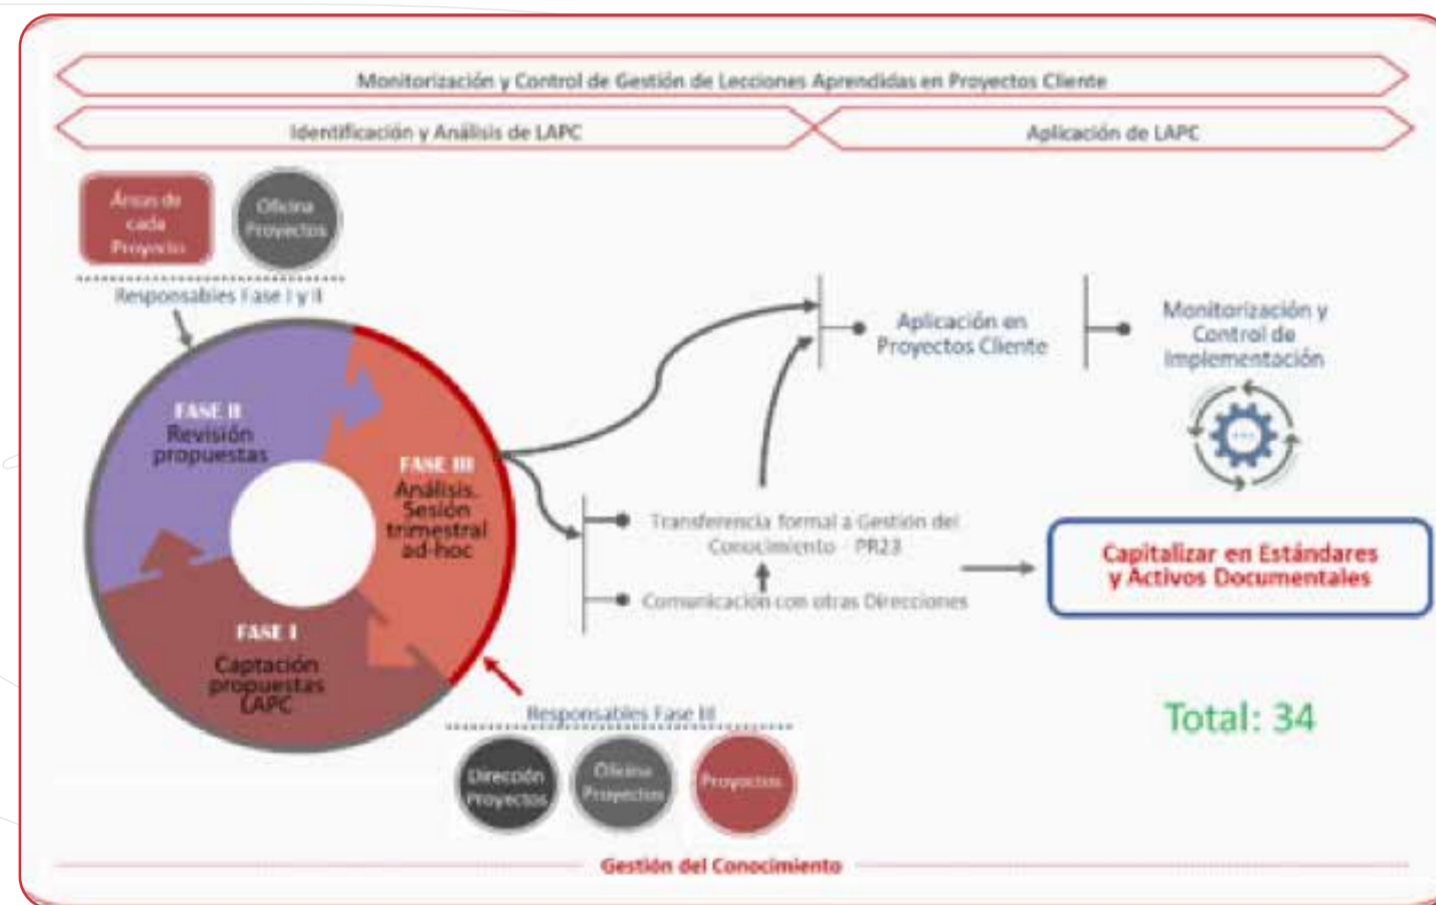 Monitorización y Control de Gestión de Lecciones Aprendidas en Proyectos Cliente
Identificación y Análisis de LAPC
Aplicación de LAPC
Áreas de
cada
Proyecto
Oficina
Proyectos
Responsables Fase I y II
FASE II
Revisión
propuestas
FASE III
Análisis.
Sesión
trimestral
ad-hoc
FASE I
Captación
propuestas
LAPC
Aplicación en
Proyectos Cliente
Monitorización y
Control de
Implementación
Transferencia formal a Gestión del
Conocimiento - PR23
Comunicación con otras Direcciones
Capitalizar en Estándares
y Activos Documentales
Responsables Fase III
Dirección
Proyectos
Oficina
Proyectos
Proyectos
Total: 34
Gestión del Conocimiento